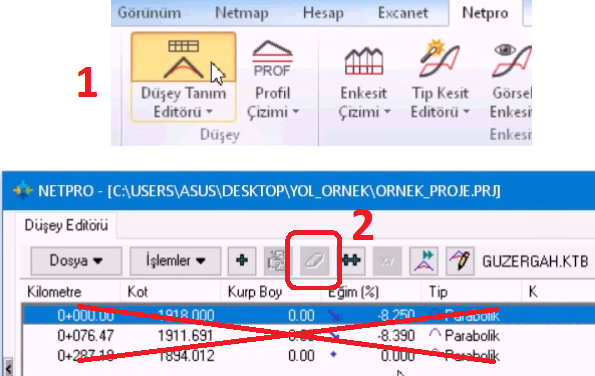 Görünüm Netmap Hesap Excanet Netpro
1
PROF
Düşey Tanım Editörü
Profil Çizimi
Enkesit Çizimi
Tip Kesit Editörü
Görsel Enkesi
Düşey
Enkesit
NETPRO - [C:\USERS\ASUS\DESKTOP\YOL_ORNEK\ORNEK_PROJE.PRJ]
Düşey Editörü
2
Dosya İşlemler GUZERGAH.KTB
Kilometre Kot Kurp Boy Eğim (%) Tip K
0+000.00 1918.000 0.00 -8.250 Parabolik
0+076.47 1911.691 0.00 -8.390 Parabolik
0+287.18 1894.012 0.00 0.000 Parabolik